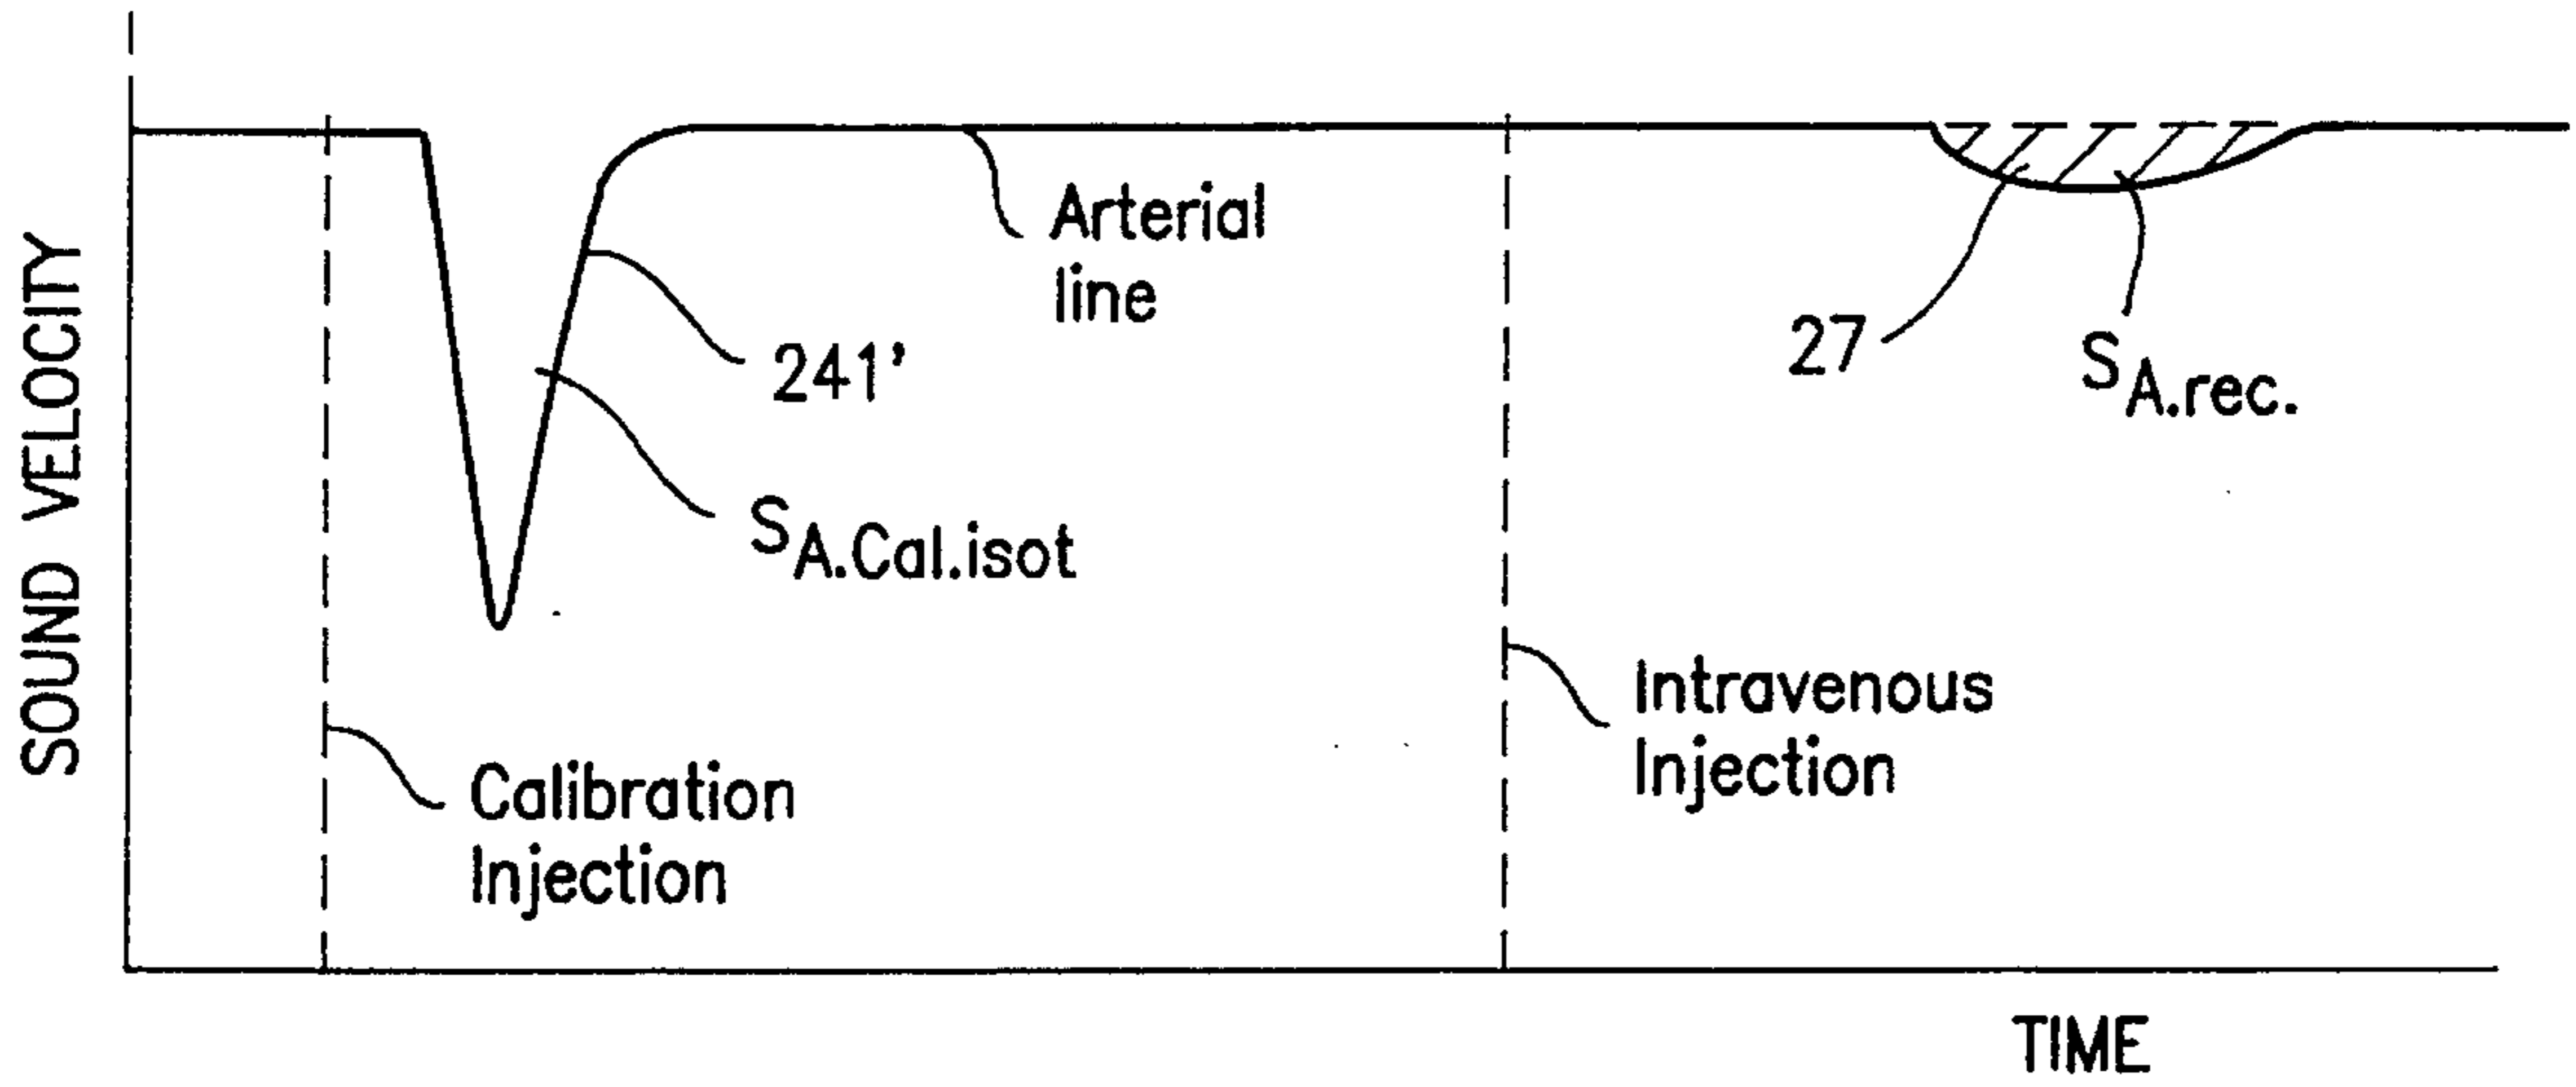 SOUND VELOCITY
Arterial
line
241'
S_A.Cal.isot
27
S_A.rec.
Calibration
Injection
Intravenous
Injection
TIME